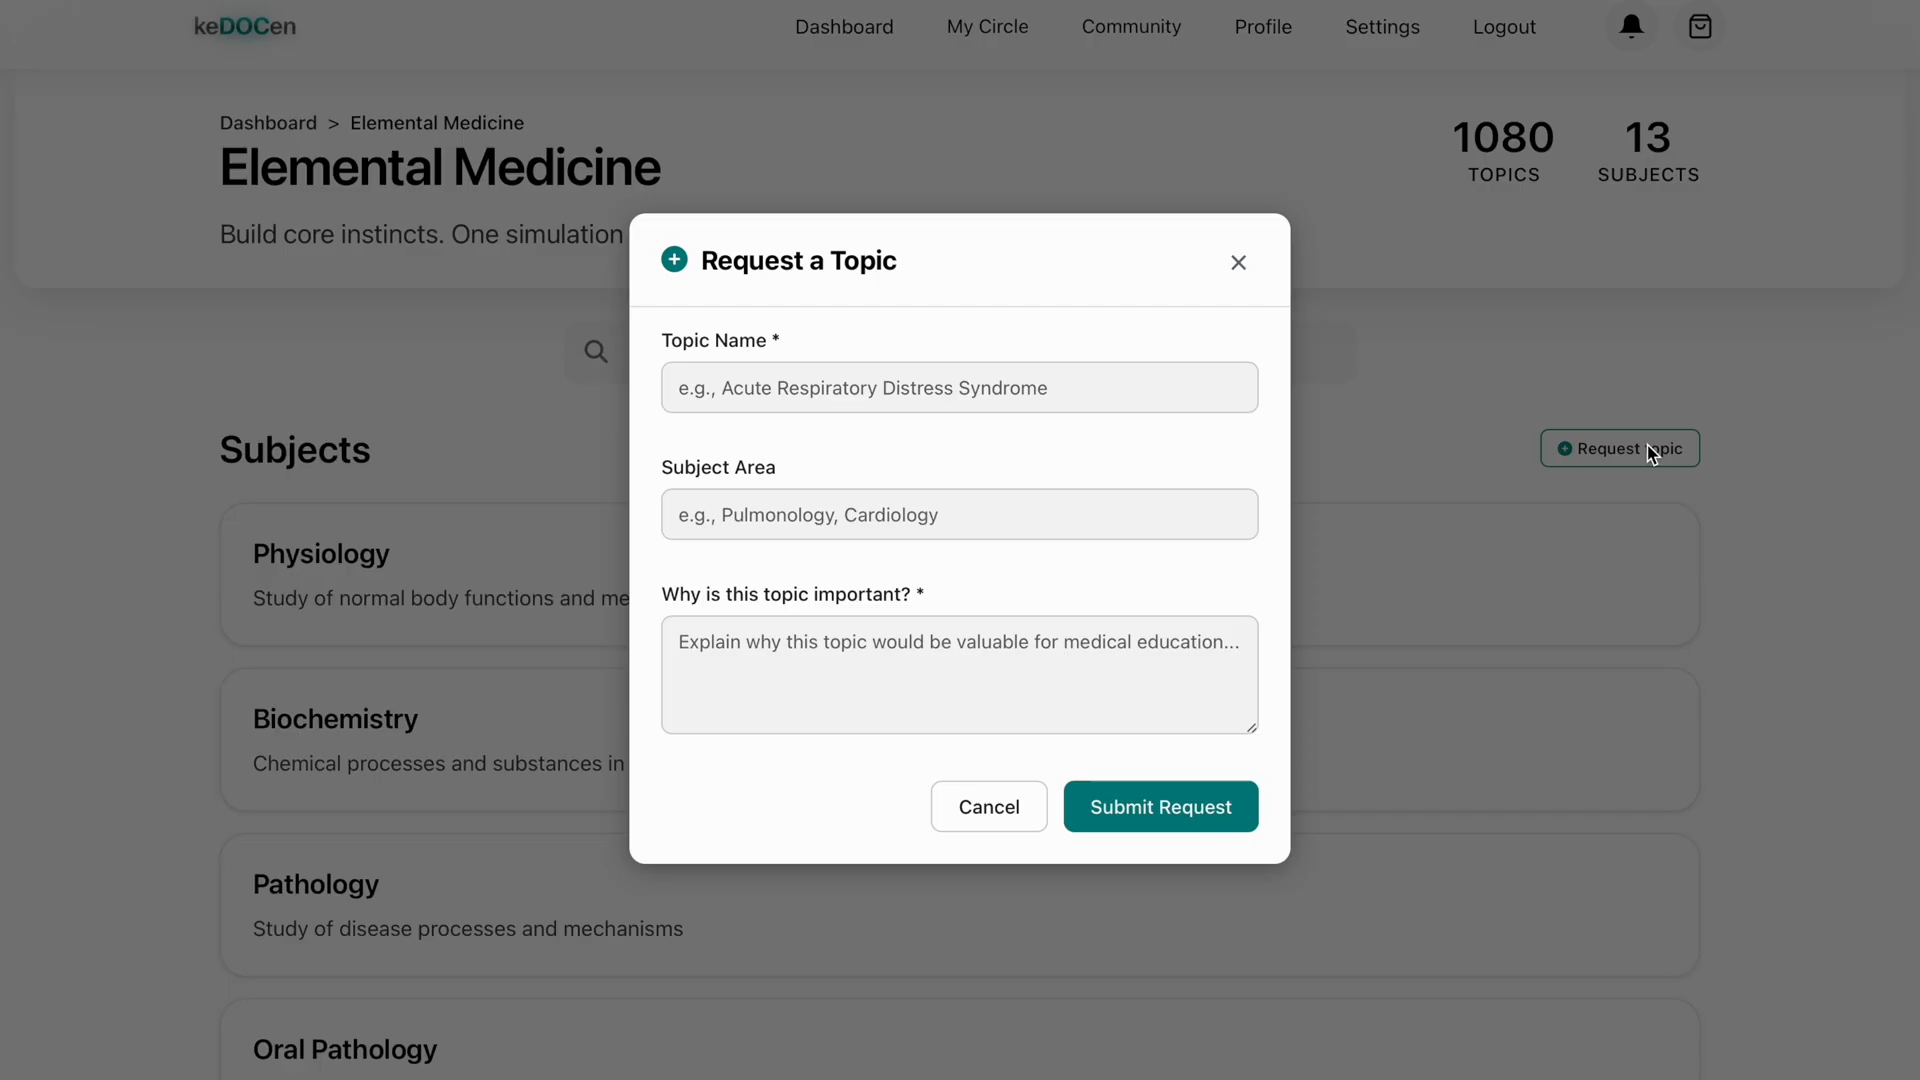 keDOCen
Dashboard
My Circle
Community
Profile
Settings
Logout
Dashboard > Elemental Medicine
Elemental Medicine
Build core instincts. One simulation
1080
TOPICS
13
SUBJECTS
Request a Topic
Topic Name *
e.g., Acute Respiratory Distress Syndrome
Subject Area
e.g., Pulmonology, Cardiology
Why is this topic important? *
Explain why this topic would be valuable for medical education...
Cancel
Submit Request
Subjects
Request Topic
Physiology
Study of normal body functions and
Biochemistry
Chemical processes and substances in
Pathology
Study of disease processes and mechanisms
Oral Pathology